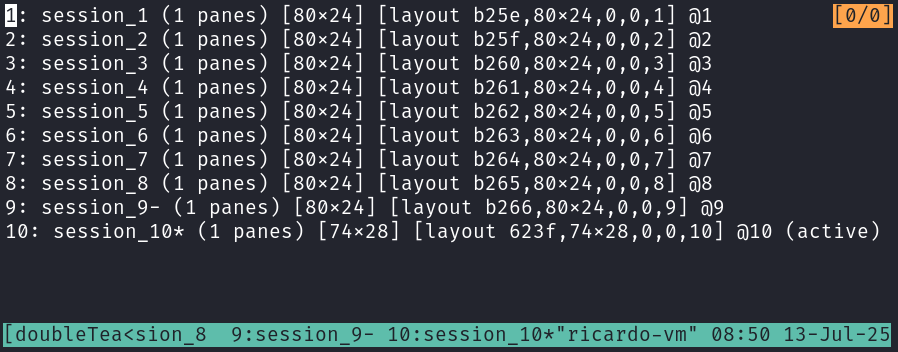 1: session_1 (1 panes) [80×24] [layout b25e,80×24,0,0,1] @1 [0/0]
2: session_2 (1 panes) [80×24] [layout b25f,80×24,0,0,2] @2
3: session_3 (1 panes) [80×24] [layout b260,80×24,0,0,3] @3
4: session_4 (1 panes) [80×24] [layout b261,80×24,0,0,4] @4
5: session_5 (1 panes) [80×24] [layout b262,80×24,0,0,5] @5
6: session_6 (1 panes) [80×24] [layout b263,80×24,0,0,6] @6
7: session_7 (1 panes) [80×24] [layout b264,80×24,0,0,7] @7
8: session_8 (1 panes) [80×24] [layout b265,80×24,0,0,8] @8
9: session_9- (1 panes) [80×24] [layout b266,80×24,0,0,9] @9
10: session_10* (1 panes) [74×28] [layout 623f,74×28,0,0,10] @10 (active)
[doubleTea<sion_8  9:session_9- 10:session_10*"ricardo-vm" 08:50 13-Jul-25